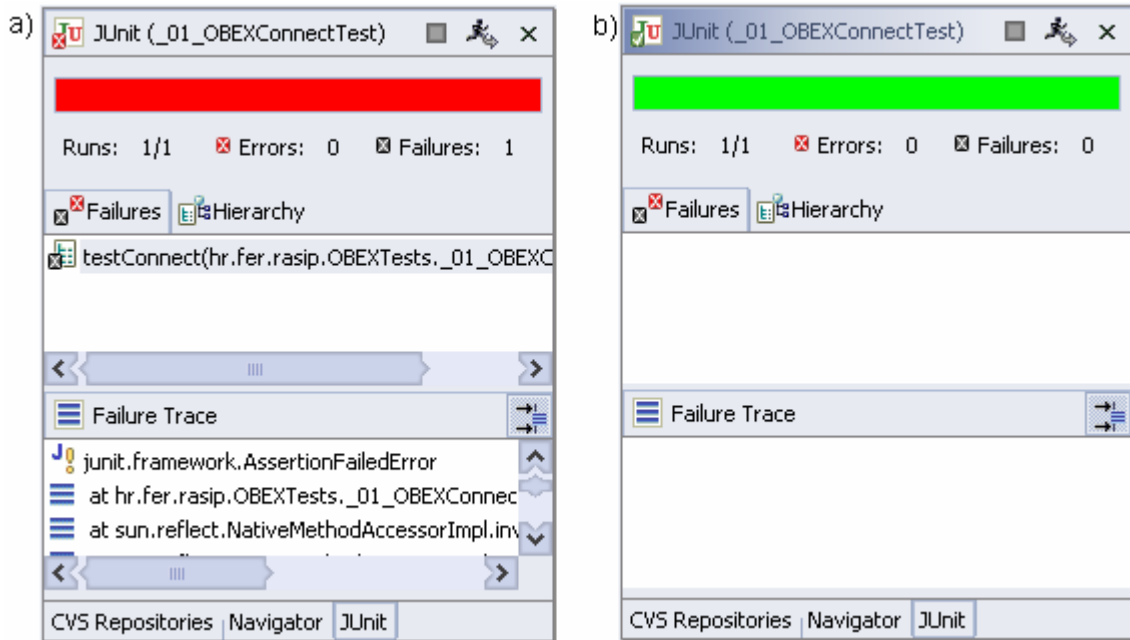 a)
JU JUnit (_01_OBEXConnectTest)
Runs: 1/1 Errors: 0 Failures: 1
Failures Hierarchy
testConnect(hr.fer.rasip.OBEXTests._01_OBEXC
Failure Trace
J! junit.framework.AssertionFailedError
at hr.fer.rasip.OBEXTests._01_OBEXConnec
at sun.reflect.NativeMethodAccessorImpl.inv
CVS Repositories Navigator JUnit
b)
JU JUnit (_01_OBEXConnectTest)
Runs: 1/1 Errors: 0 Failures: 0
Failures Hierarchy
Failure Trace
CVS Repositories Navigator JUnit